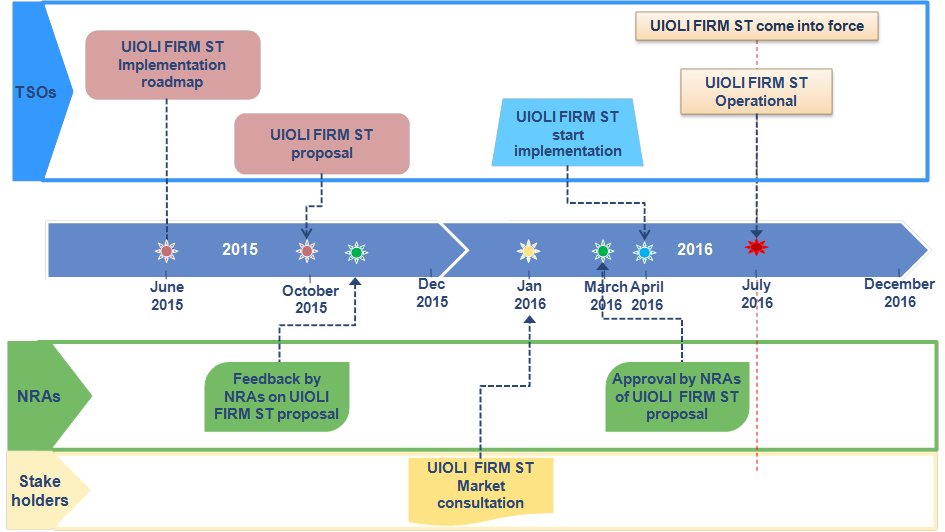 UIOLI FIRM ST come into force
UIOLI FIRM ST
Implementation
roadmap
UIOLI FIRM ST
Operational
TSOs
UIOLI FIRM ST
proposal
UIOLI FIRM ST
start
implementation
2015
2016
June
2015
October
2015
Dec
2015
Jan
2016
March
2016
April
2016
July
2016
December
2016
NRAs
Feedback by
NRAs on UIOLI
FIRM ST proposal
Approval by NRAs
of UIOLI FIRM ST
proposal
Stake
holders
UIOLI FIRM ST
Market
consultation